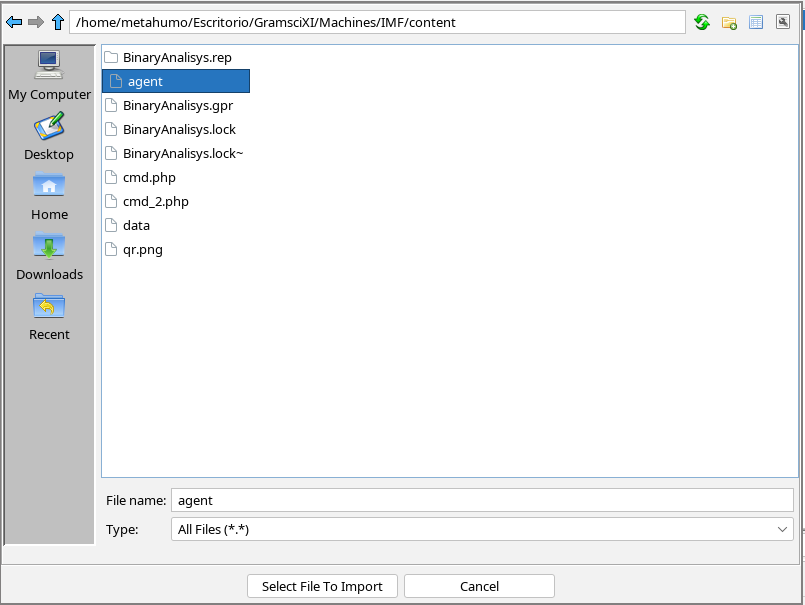 /home/metahumo/Escritorio/GramsciXI/Machines/IMF/content
My Computer
Desktop
Home
Downloads
Recent
BinaryAnalisys.rep
agent
BinaryAnalisys.gpr
BinaryAnalisys.lock
BinaryAnalisys.lock~
cmd.php
cmd_2.php
data
qr.png
File name: agent
Type: All Files (*.*)
Select File To Import Cancel